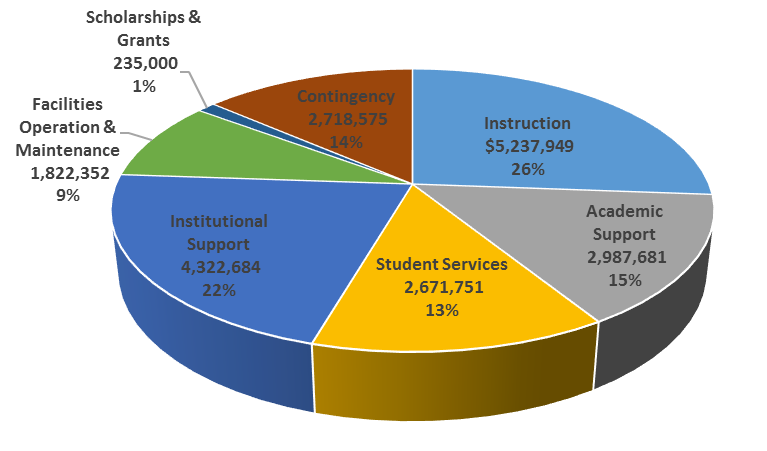 Scholarships &
Grants
235,000
1%
Contingency
2,718,575
14%
Instruction
$5,237,949
26%
Facilities
Operation &
Maintenance
1,822,352
9%
Academic
Support
2,987,681
15%
Institutional
Support
4,322,684
22%
Student Services
2,671,751
13%